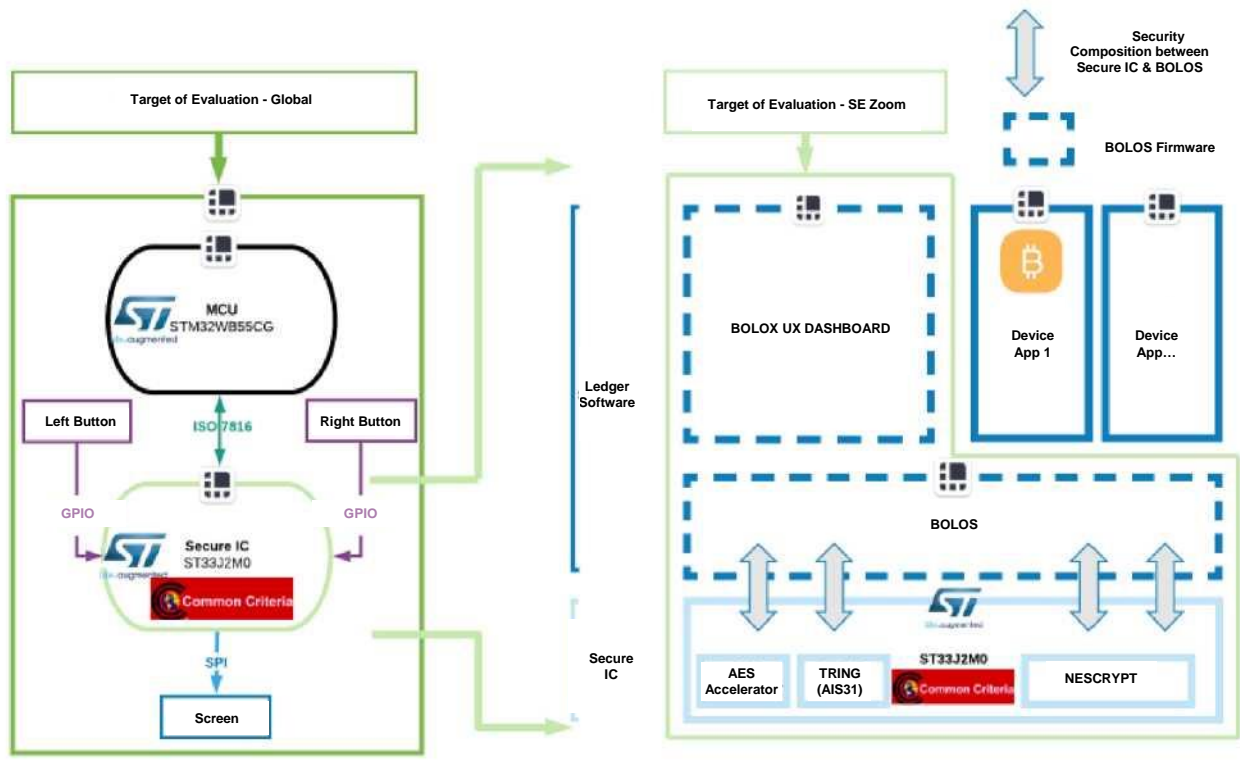 Target of Evaluation - Global
MCU
STM32WB55CG
Left Button
ISO 7816
Right Button
GPIO
GPIO
Secure IC
ST33J2M0
Common Criteria
SPI
Screen
Ledger
Software
Secure
IC
Security
Composition between
Secure IC & BOLOS
Target of Evaluation - SE Zoom
BOLOS Firmware
BOLOX UX DASHBOARD
Device
App 1
Device
App...
BOLOS
ST
ST33J2M0
AES
Accelerator
TRING
(AIS31)
Common Criteria
NESCRYPT